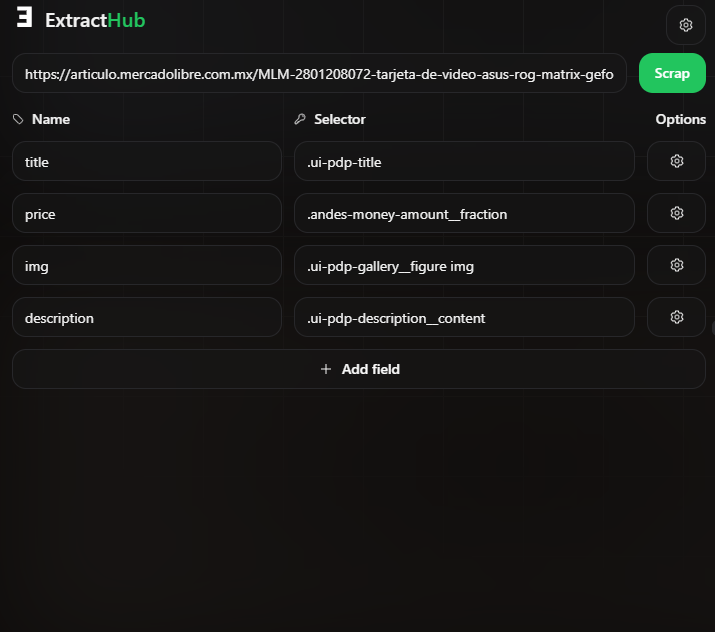 ExtractHub
https://articulo.mercadolibre.com.mx/MLM-2801208072-tarjeta-de-video-asus-rog-matrix-gefo Scrap
Name Selector Options
title .ui-pdp-title
price .andes-money-amount__fraction
img .ui-pdp-gallery__figure img
description .ui-pdp-description__content
+ Add field